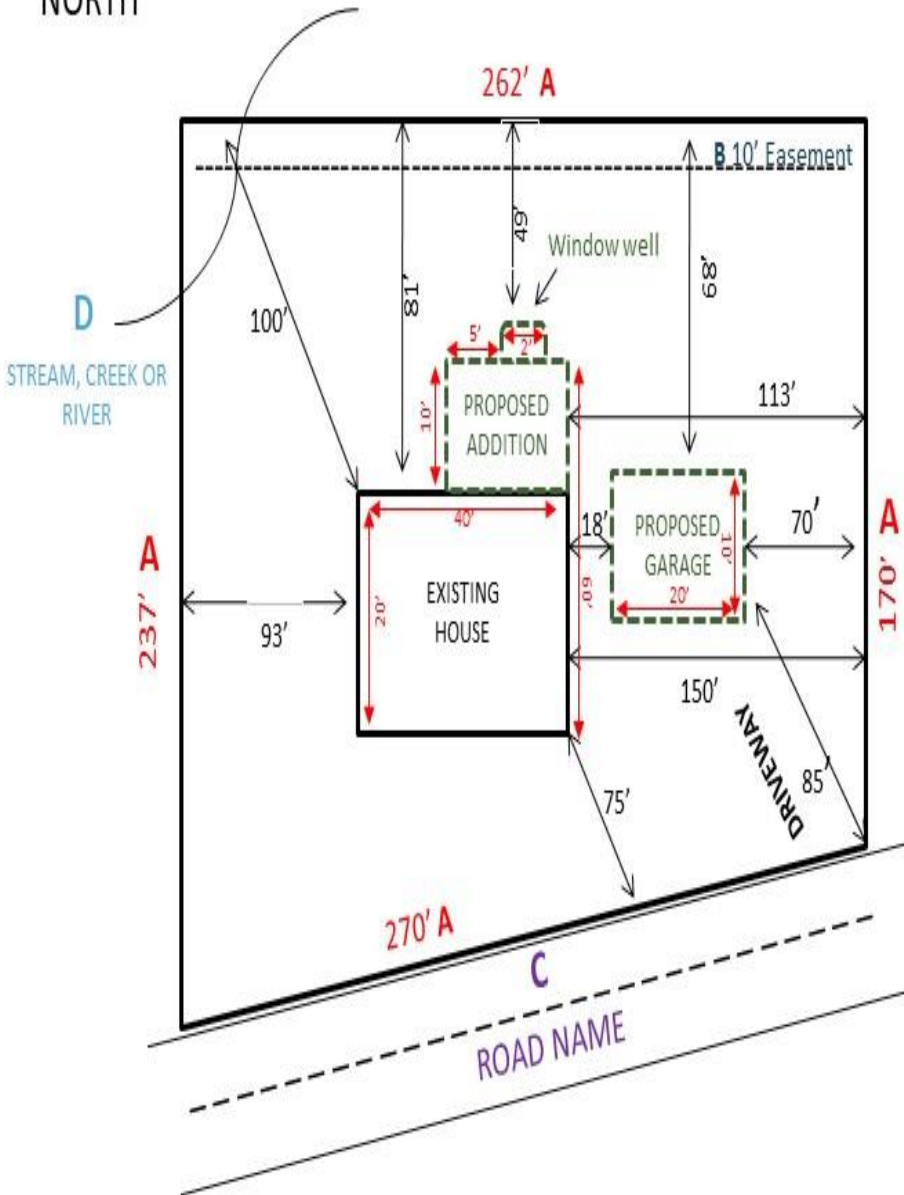 NORTH
262' A
B 10' Easement
49'
Window well
81'
68'
D
100'
5'
2'
STREAM, CREEK OR
RIVER
113'
PROPOSED
ADDITION
10'
40'
18'
PROPOSED
GARAGE
10'
70'
A
170'
A
237'
20'
60'
20'
EXISTING
HOUSE
93'
150'
DRIVEWAY
85'
75'
270' A
C
ROAD NAME